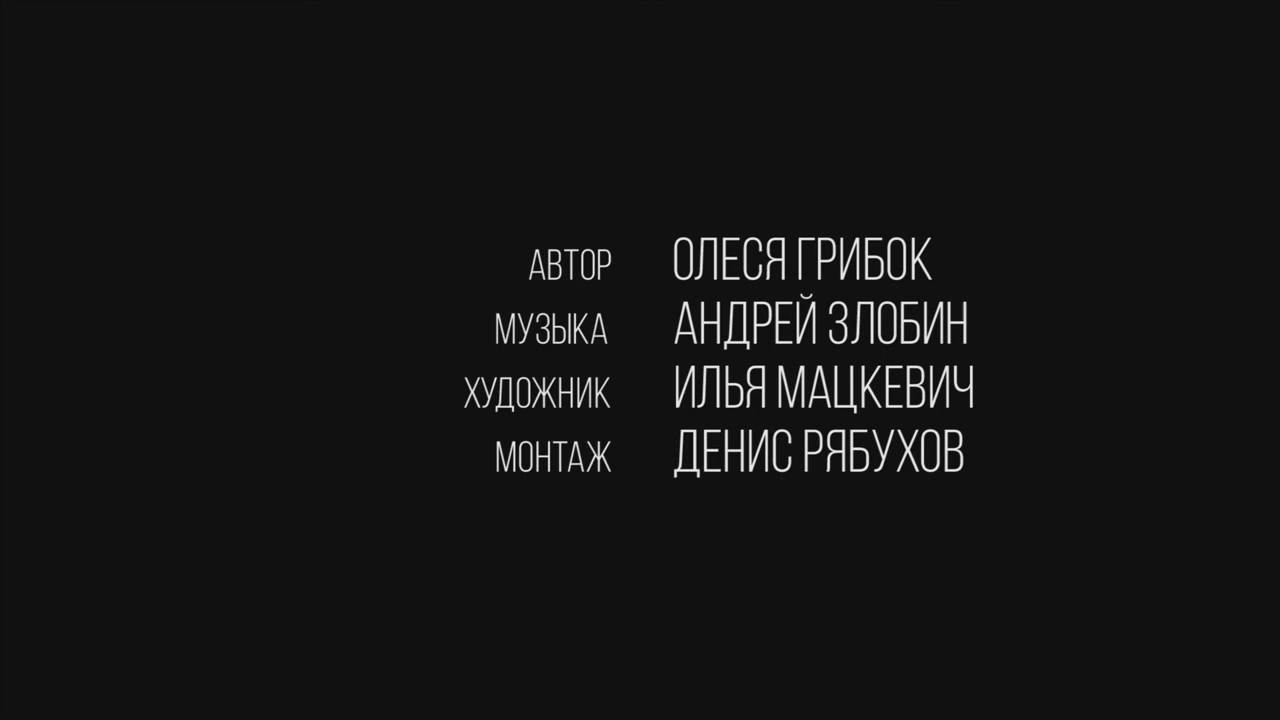 АВТОР ОЛЕСЯ ГРИБОК
МУЗЫКА АНДРЕЙ ЗЛОБИН
ХУДОЖНИК ИЛЬЯ МАЦКЕВИЧ
МОНТАЖ ДЕНИС РЯБУХОВ